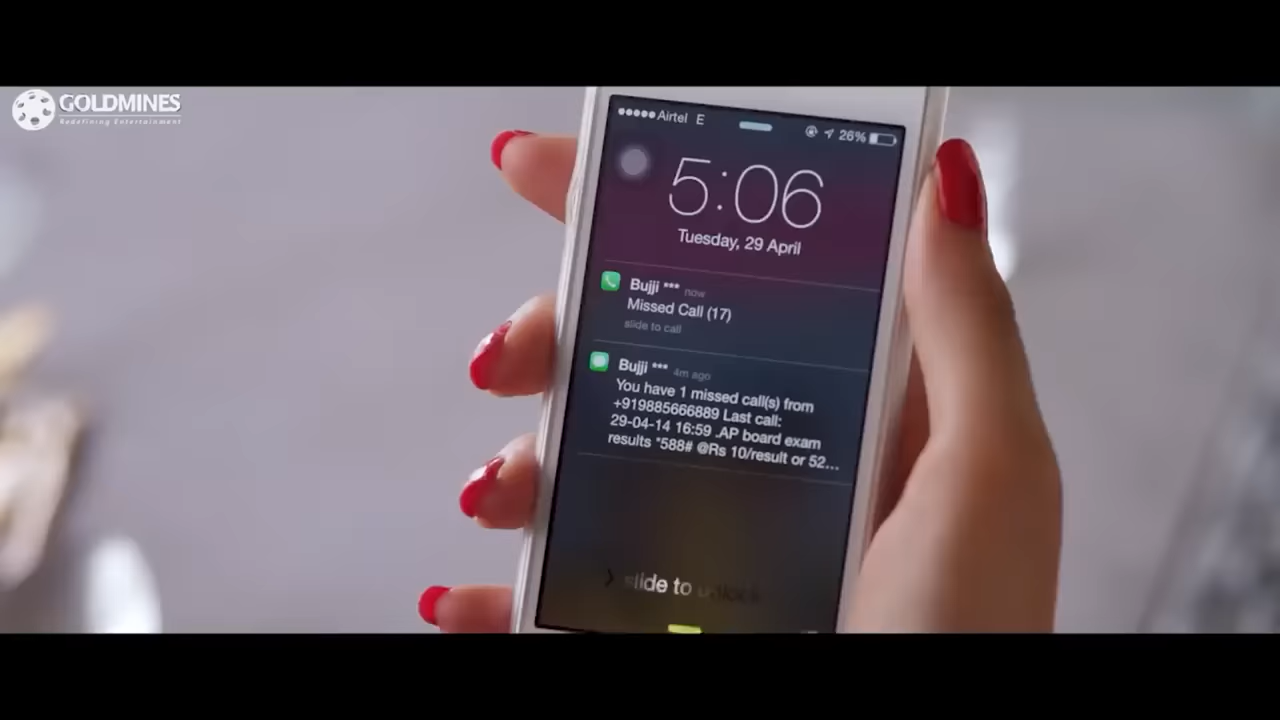 GOLDMINES
Redefining Entertainment
Airtel E 26%
5:06
Tuesday, 29 April
Bujji *** now
Missed Call (17)
slide to call
Bujji *** 4m ago
You have 1 missed call(s) from
+919885666889 Last call:
29-04-14 16:59 .AP board exam
results *588# @Rs 10/result or 52...
slide to unlock